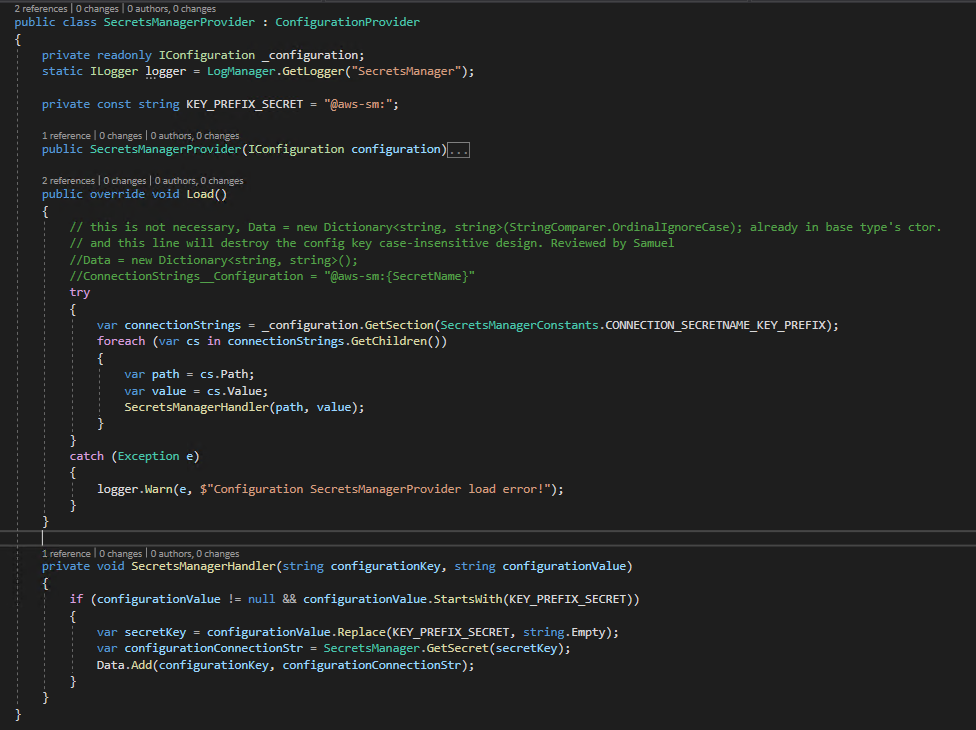 2 references | 0 changes | 0 authors, 0 changes
public class SecretsManagerProvider : ConfigurationProvider
{
    private readonly IConfiguration _configuration;
    static ILogger logger = LogManager.GetLogger("SecretsManager");

    private const string KEY_PREFIX_SECRET = "@aws-sm:";

    1 reference | 0 changes | 0 authors, 0 changes
    public SecretsManagerProvider(IConfiguration configuration)...

    2 references | 0 changes | 0 authors, 0 changes
    public override void Load()
    {
        // this is not necessary, Data = new Dictionary<string, string>(StringComparer.OrdinalIgnoreCase); already in base type's ctor.
        // and this line will destroy the config key case-insensitive design. Reviewed by Samuel
        //Data = new Dictionary<string, string>();
        //ConnectionStrings__Configuration = "@aws-sm:{SecretName}"
        try
        {
            var connectionStrings = _configuration.GetSection(SecretsManagerConstants.CONNECTION_SECRETNAME_KEY_PREFIX);
            foreach (var cs in connectionStrings.GetChildren())
            {
                var path = cs.Path;
                var value = cs.Value;
                SecretsManagerHandler(path, value);
            }
        }
        catch (Exception e)
        {
            logger.Warn(e, $"Configuration SecretsManagerProvider load error!");
        }
    }

    1 reference | 0 changes | 0 authors, 0 changes
    private void SecretsManagerHandler(string configurationKey, string configurationValue)
    {
        if (configurationValue != null && configurationValue.StartsWith(KEY_PREFIX_SECRET))
        {
            var secretKey = configurationValue.Replace(KEY_PREFIX_SECRET, string.Empty);
            var configurationConnectionStr = SecretsManager.GetSecret(secretKey);
            Data.Add(configurationKey, configurationConnectionStr);
        }
    }
}